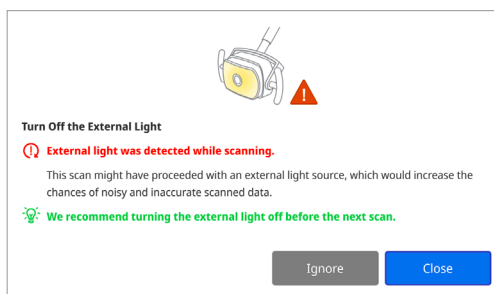 Turn Off the External Light
External light was detected while scanning.
This scan might have proceeded with an external light source, which would increase the
chances of noisy and inaccurate scanned data.
We recommend turning the external light off before the next scan.
Ignore
Close